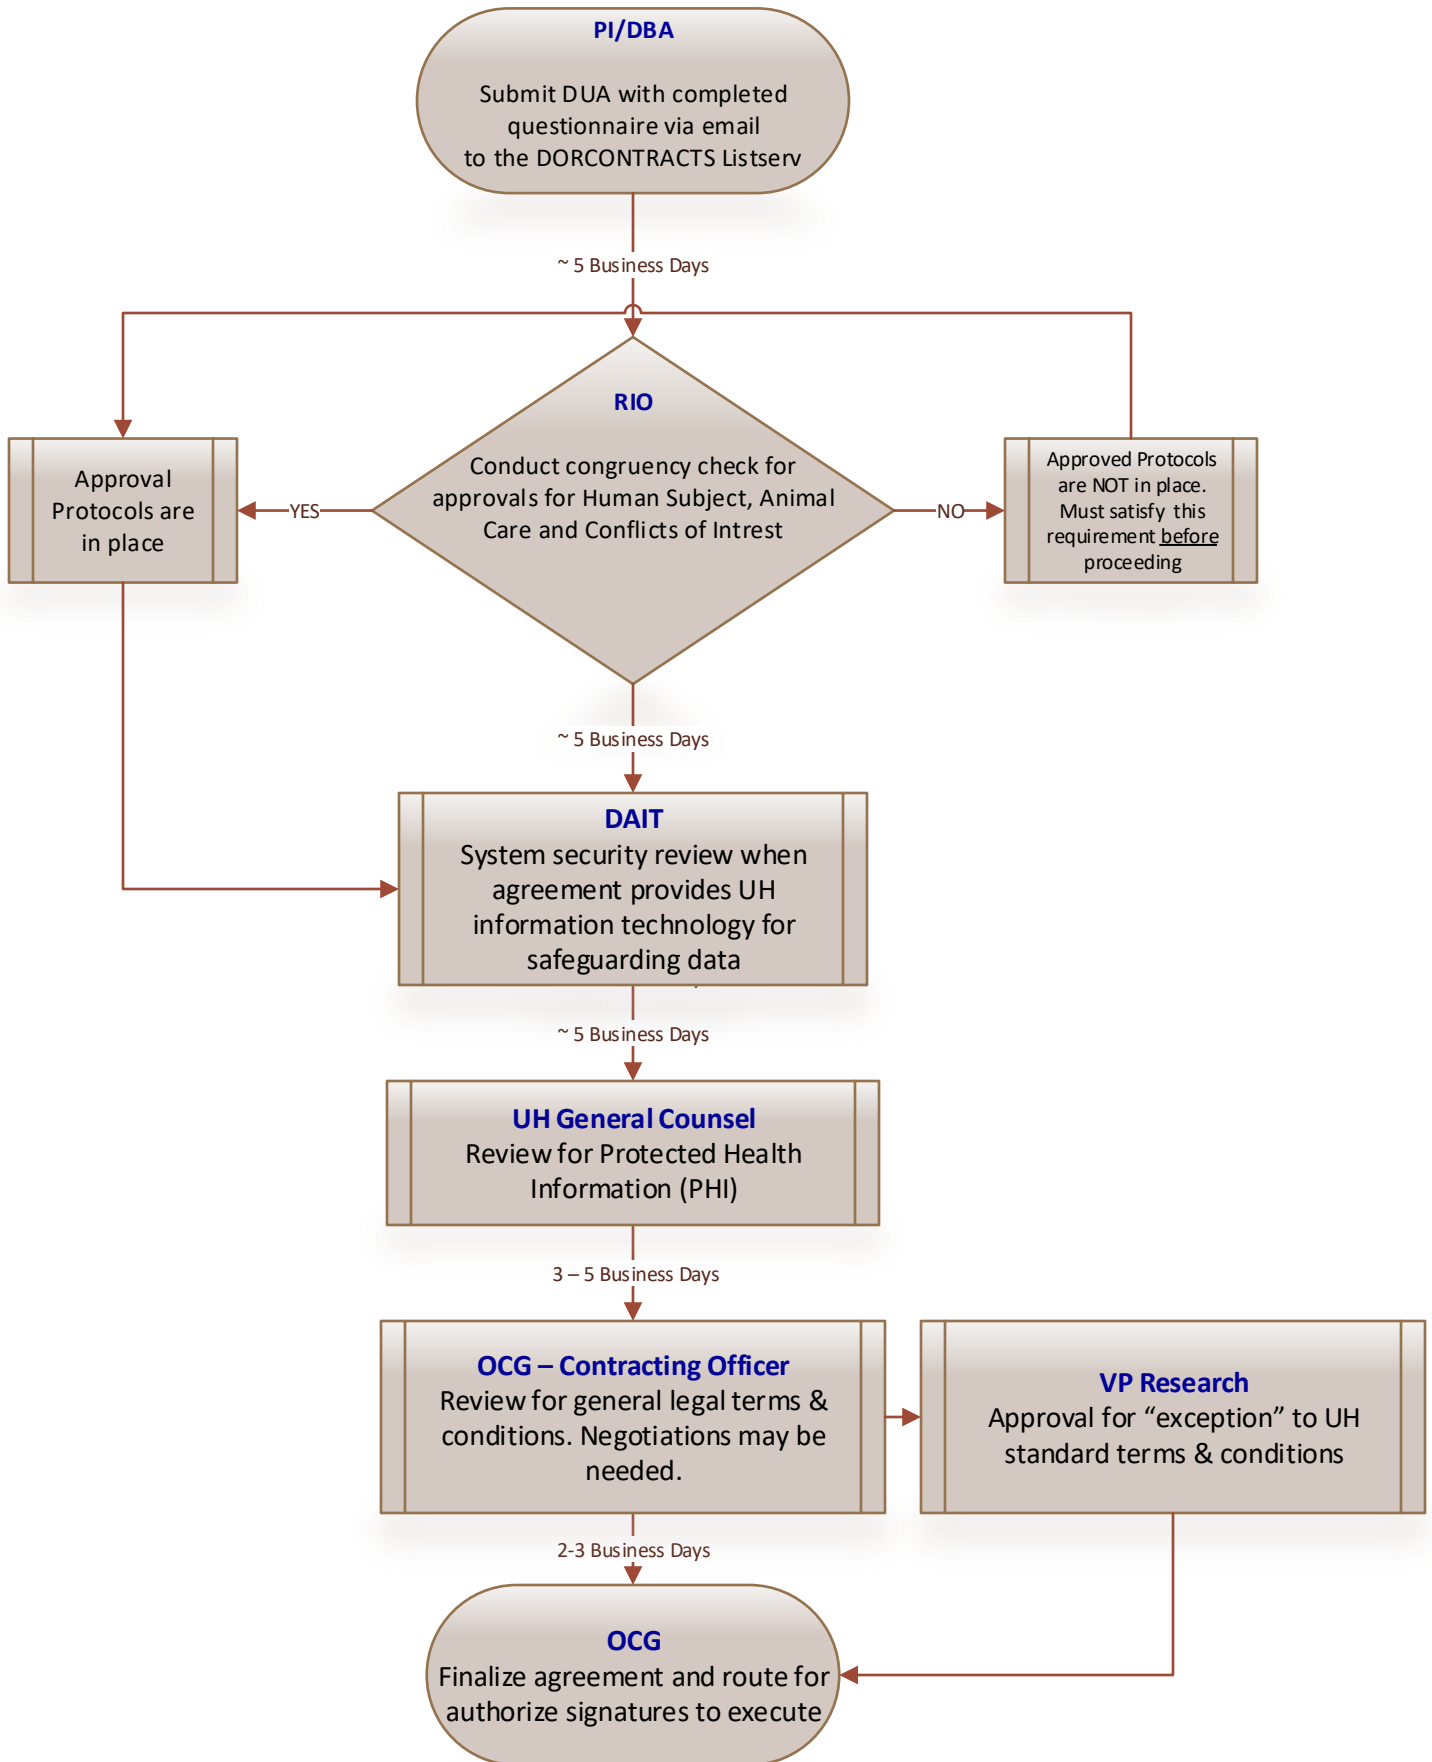 PI/DBA
Submit DUA with completed
questionnaire via email
to the DORCONTRACTS Listserv
~ 5 Business Days
RIO
Conduct congruency check for
approvals for Human Subject, Animal
Care and Conflicts of Intrest
YES
Approval
Protocols are
in place
NO
Approved Protocols
are NOT in place.
Must satisfy this
requirement before
proceeding
~ 5 Business Days
DAIT
System security review when
agreement provides UH
information technology for
safeguarding data
~ 5 Business Days
UH General Counsel
Review for Protected Health
Information (PHI)
3 – 5 Business Days
OCG – Contracting Officer
Review for general legal terms &
conditions. Negotiations may be
needed.
VP Research
Approval for “exception” to UH
standard terms & conditions
2-3 Business Days
OCG
Finalize agreement and route for
authorize signatures to execute